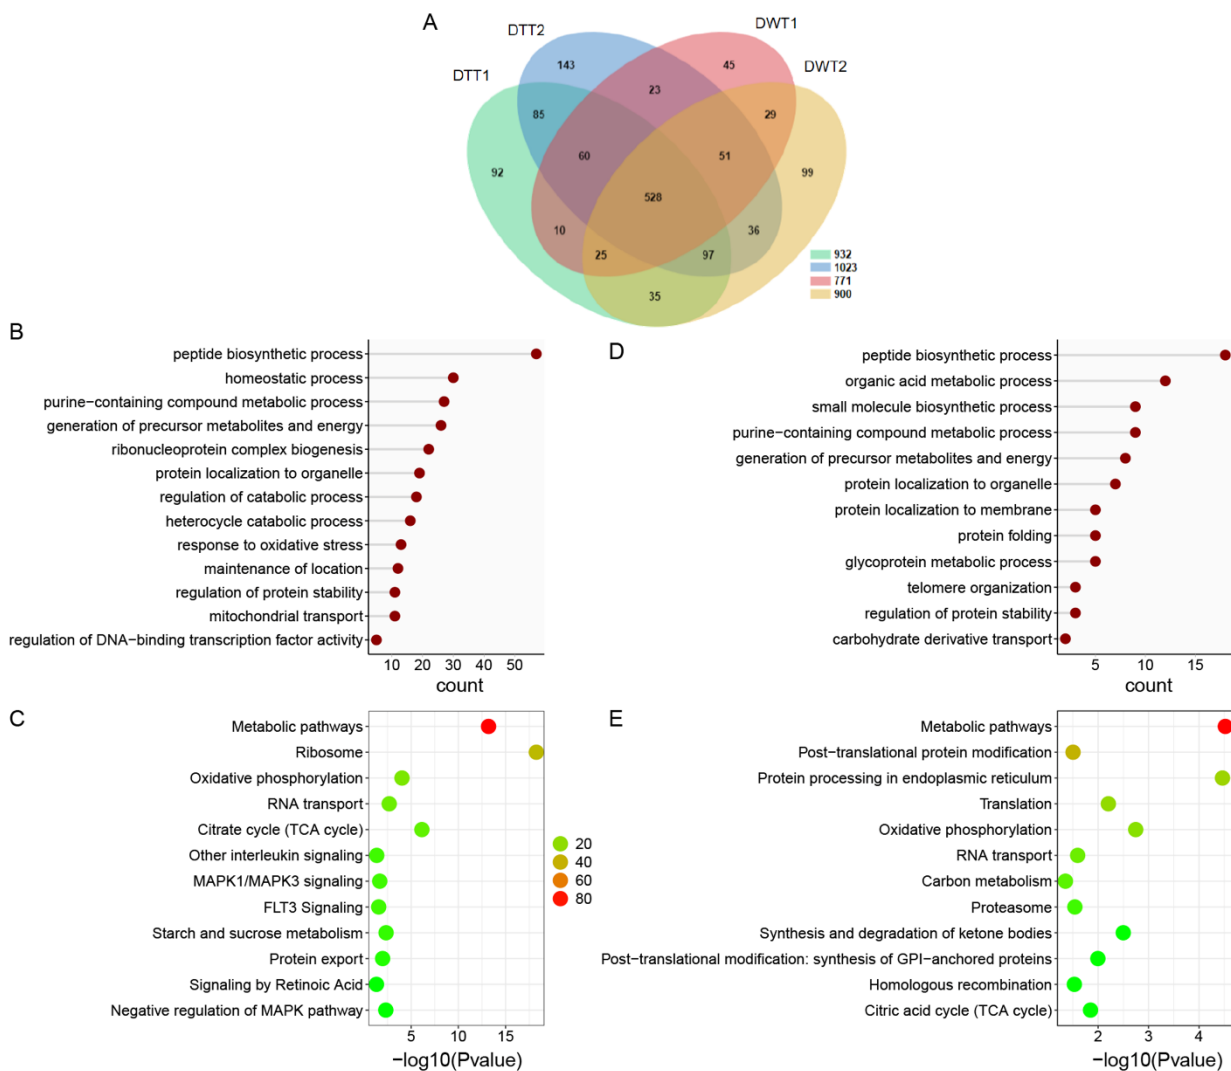 A
DTT2
DWT1
DTT1
DWT2
143
45
23
85
29
60
51
92
99
528
10
36
25
97
35
932
1023
771
900
B
peptide biosynthetic process
homeostatic process
purine-containing compound metabolic process
generation of precursor metabolites and energy
ribonucleoprotein complex biogenesis
protein localization to organelle
regulation of catabolic process
heterocycle catabolic process
response to oxidative stress
maintenance of location
regulation of protein stability
mitochondrial transport
regulation of DNA-binding transcription factor activity
10 20 30 50
count
D
peptide biosynthetic process
organic acid metabolic process
small molecule biosynthetic process
purine-containing compound metabolic process
generation of precursor metabolites and energy
protein localization to organelle
protein localization to membrane
protein folding
glycoprotein metabolic process
telomere organization
regulation of protein stability
carbohydrate derivative transport
5 10 15
count
C
Metabolic pathways
Ribosome
Oxidative phosphorylation
RNA transport
Citrate cycle (TCA cycle)
Other interleukin signaling
MAPK1/MAPK3 signaling
FLT3 Signaling
Starch and sucrose metabolism
Protein export
Signaling by Retinoic Acid
Negative regulation of MAPK pathway
5 10 15
−log10(Pvalue)
20
40
60
80
E
Metabolic pathways
Post-translational protein modification
Protein processing in endoplasmic reticulum
Translation
Oxidative phosphorylation
RNA transport
Carbon metabolism
Proteasome
Synthesis and degradation of ketone bodies
Post-translational modification: synthesis of GPI-anchored proteins
Homologous recombination
Citric acid cycle (TCA cycle)
2 3 4
−log10(Pvalue)